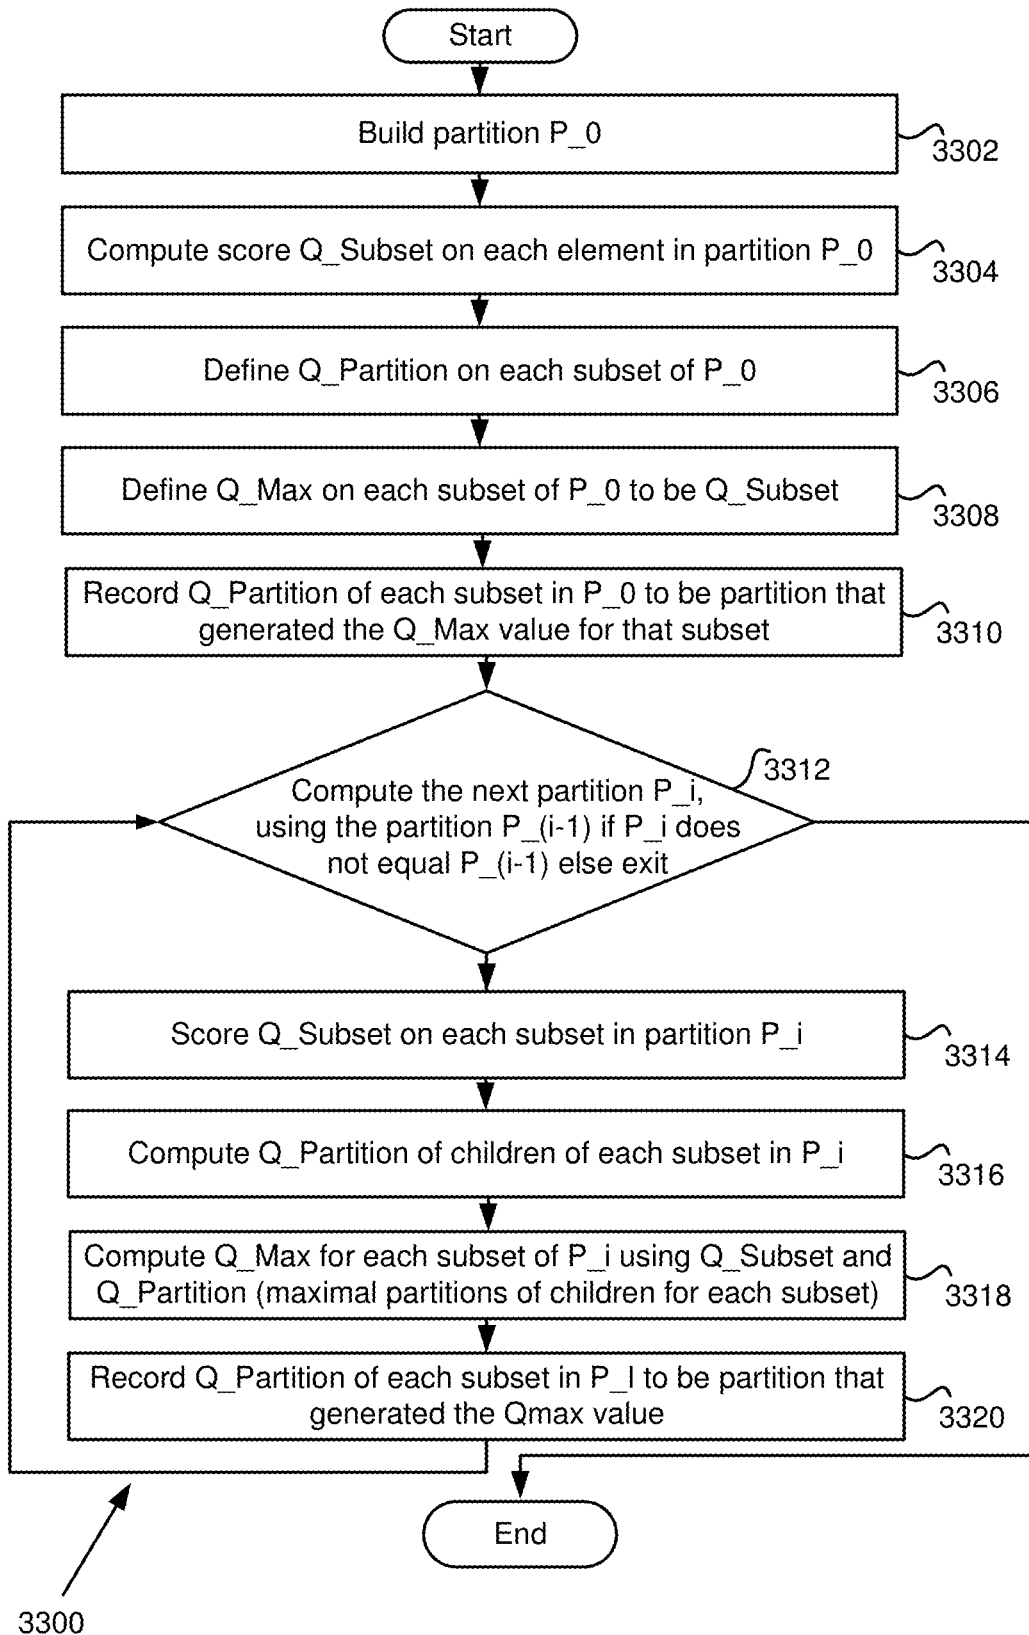 Start
Build partition P_0
3302
Compute score Q_Subset on each element in partition P_0
3304
Define Q_Partition on each subset of P_0
3306
Define Q_Max on each subset of P_0 to be Q_Subset
3308
Record Q_Partition of each subset in P_0 to be partition that
generated the Q_Max value for that subset
3310
3312
Compute the next partition P_i,
using the partition P_(i-1) if P_i does
not equal P_(i-1) else exit
Score Q_Subset on each subset in partition P_i
3314
Compute Q_Partition of children of each subset in P_i
3316
Compute Q_Max for each subset of P_i using Q_Subset and
Q_Partition (maximal partitions of children for each subset)
3318
Record Q_Partition of each subset in P_I to be partition that
generated the Qmax value
3320
End
3300